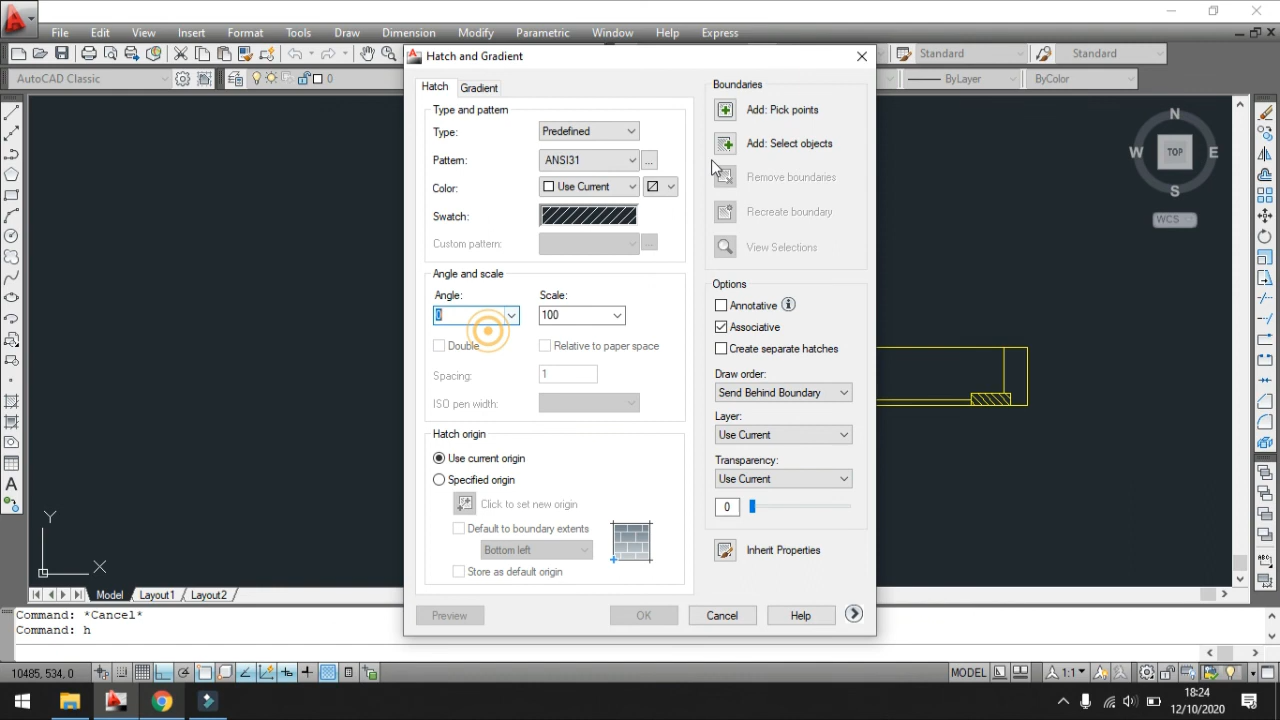 File Edit View Insert Format Tools Draw Dimension Modify Parametric Window Help Express
Standard Standard
AutoCAD Classic 0 ByLayer ByColor
Hatch and Gradient
Hatch Gradient
Type and pattern
Type: Predefined
Pattern: ANSI31 ...
Color: Use Current
Swatch:
Custom pattern: ...
Angle and scale
Angle: Scale:
0 100
Double Relative to paper space
Spacing: 1
ISO pen width:
Hatch origin
Use current origin
Specified origin
Click to set new origin
Default to boundary extents
Bottom left
Store as default origin
Boundaries
Add: Pick points
Add: Select objects
Remove boundaries
Recreate boundary
View Selections
Options
Annotative
Associative
Create separate hatches
Draw order:
Send Behind Boundary
Layer:
Use Current
Transparency:
Use Current
0
Inherit Properties
Preview OK Cancel Help
N
W TOP E
S
WCS
Y
X
Model Layout1 Layout2
Command: *Cancel*
Command: h
10485, 534, 0 MODEL 1:1
18:24
12/10/2020